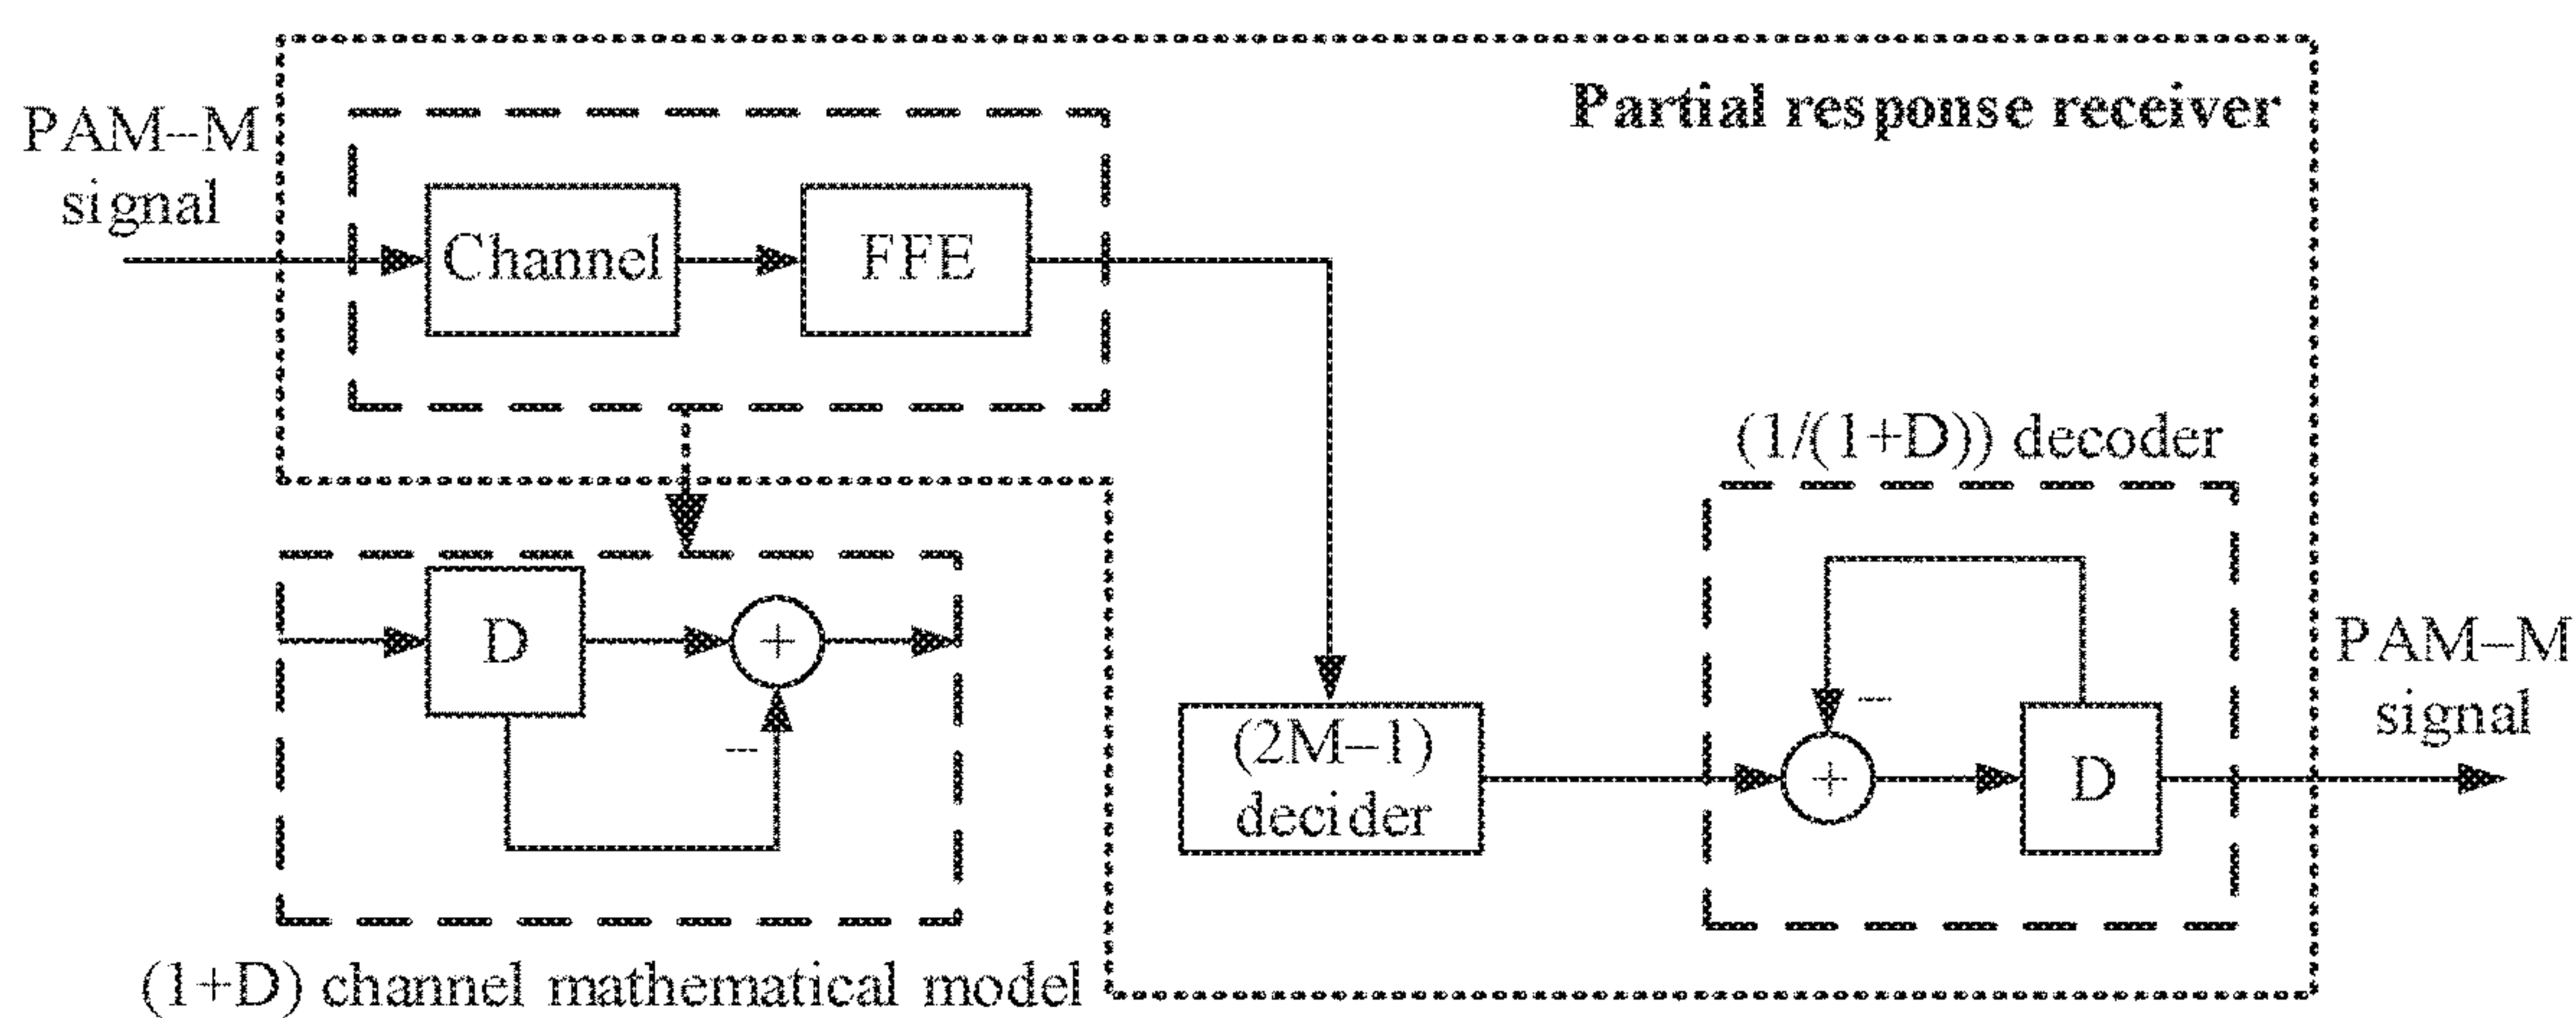 Partial response receiver
PAM--M
signal
Channel
FFE
(1/(1+D)) decoder
D
+
–
(1+D) channel mathematical model
(2M–1)
decider
+
–
D
PAM–M
signal